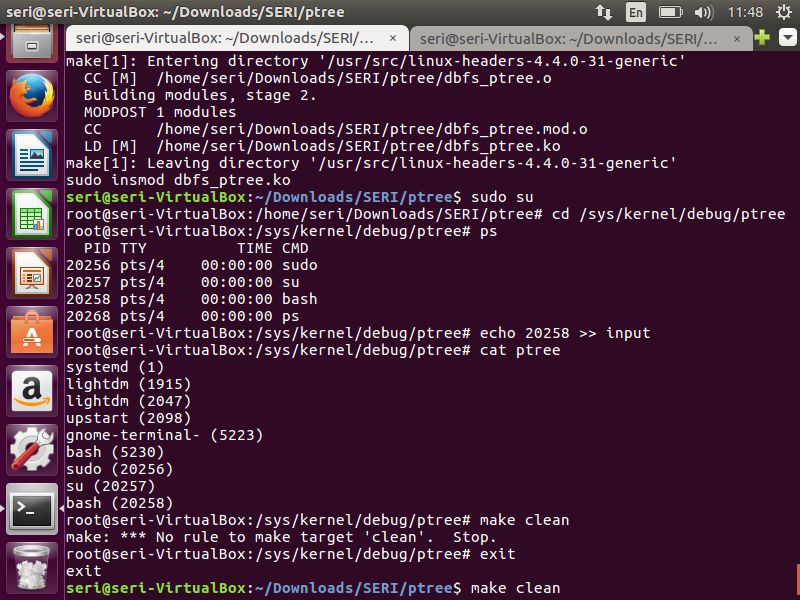 seri@seri-VirtualBox: ~/Downloads/SERI/ptree
En
11:48
seri@seri-VirtualBox: ~/Downloads/SERI/... ×
seri@seri-VirtualBox: ~/Downloads/SERI/... ×
make[1]: Entering directory '/usr/src/linux-headers-4.4.0-31-generic'
  CC [M]  /home/seri/Downloads/SERI/ptree/dbfs_ptree.o
  Building modules, stage 2.
  MODPOST 1 modules
  CC      /home/seri/Downloads/SERI/ptree/dbfs_ptree.mod.o
  LD [M]  /home/seri/Downloads/SERI/ptree/dbfs_ptree.ko
make[1]: Leaving directory '/usr/src/linux-headers-4.4.0-31-generic'
sudo insmod dbfs_ptree.ko
seri@seri-VirtualBox:~/Downloads/SERI/ptree$ sudo su
root@seri-VirtualBox:/home/seri/Downloads/SERI/ptree# cd /sys/kernel/debug/ptree
root@seri-VirtualBox:/sys/kernel/debug/ptree# ps
  PID TTY          TIME CMD
20256 pts/4    00:00:00 sudo
20257 pts/4    00:00:00 su
20258 pts/4    00:00:00 bash
20268 pts/4    00:00:00 ps
root@seri-VirtualBox:/sys/kernel/debug/ptree# echo 20258 >> input
root@seri-VirtualBox:/sys/kernel/debug/ptree# cat ptree
systemd (1)
lightdm (1915)
lightdm (2047)
upstart (2098)
gnome-terminal- (5223)
bash (5230)
sudo (20256)
su (20257)
bash (20258)
root@seri-VirtualBox:/sys/kernel/debug/ptree# make clean
make: *** No rule to make target 'clean'.  Stop.
root@seri-VirtualBox:/sys/kernel/debug/ptree# exit
exit
seri@seri-VirtualBox:~/Downloads/SERI/ptree$ make clean